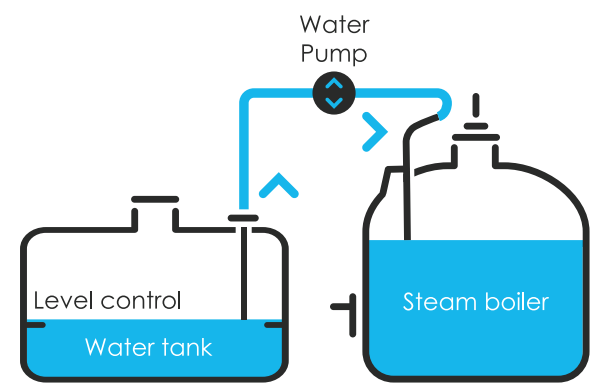 Water
Pump
Level control
Water tank
Steam boiler